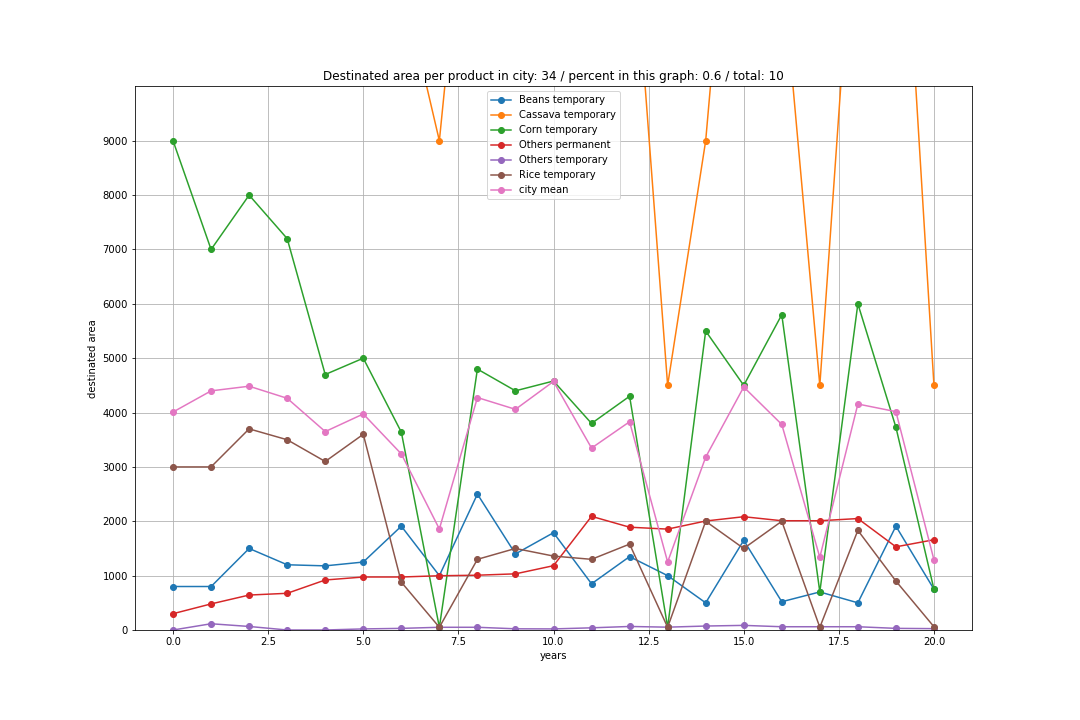 Destinated area per product in city: 34 / percent in this graph: 0.6 / total: 10
Beans temporary
Cassava temporary
Corn temporary
Others permanent
Others temporary
Rice temporary
city mean
9000
8000
7000
6000
5000
4000
3000
2000
1000
0
destinated area
0.0 2.5 5.0 7.5 10.0 12.5 15.0 17.5 20.0
years